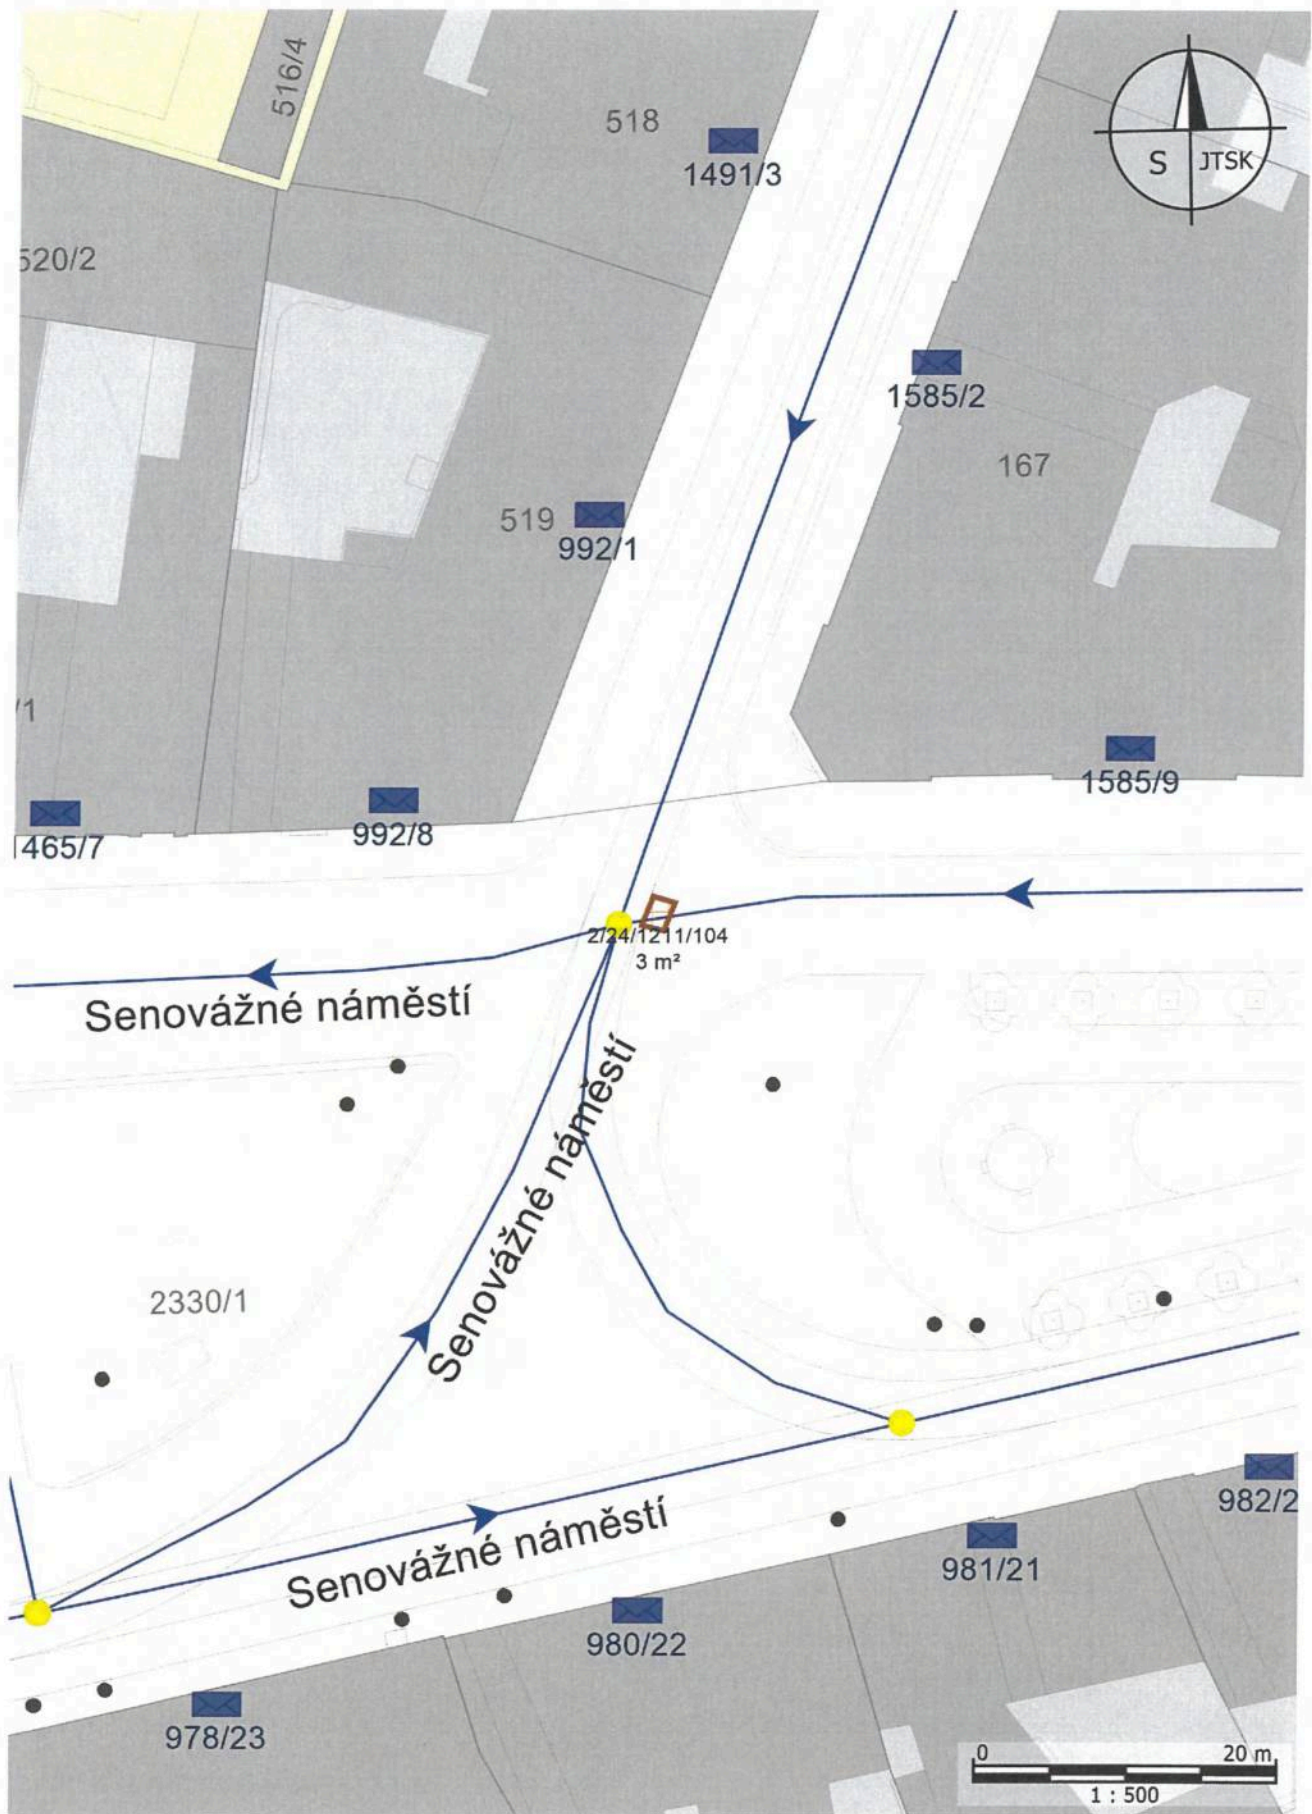 516/4
518
1491/3
S JTSK
520/2
1585/2
167
519
992/1
/1
1585/9
465/7
992/8
2/24/1211/104
3 m²
Senovážné náměstí
Senovážné náměstí
2330/1
982/2
Senovážné náměstí
981/21
980/22
978/23
0 20 m
1 : 500